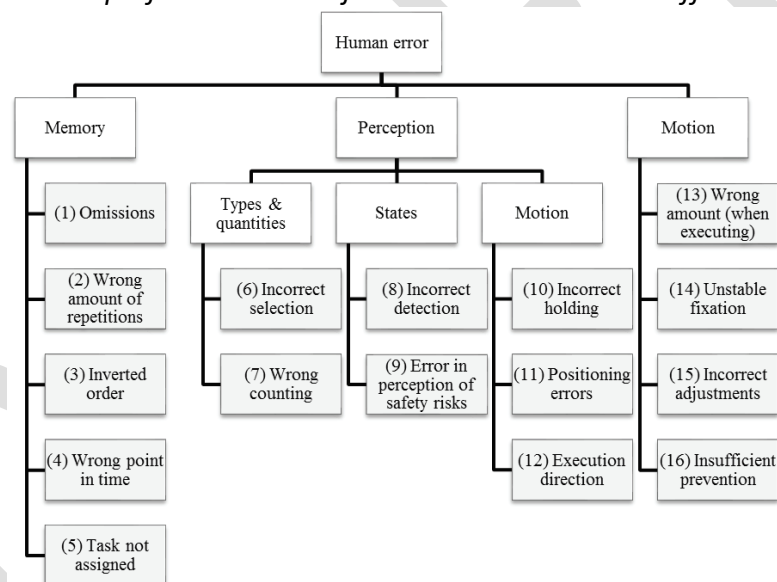 Human error
Memory
Perception
Motion
(1) Omissions
(2) Wrong
amount of
repetitions
(3) Inverted
order
(4) Wrong point
in time
(5) Task not
assigned
Types &
quantities
(6) Incorrect
selection
(7) Wrong
counting
States
(8) Incorrect
detection
(9) Error in
perception of
safety risks
Motion
(10) Incorrect
holding
(11) Positioning
errors
(12) Execution
direction
(13) Wrong
amount (when
executing)
(14) Unstable
fixation
(15) Incorrect
adjustments
(16) Insufficient
prevention